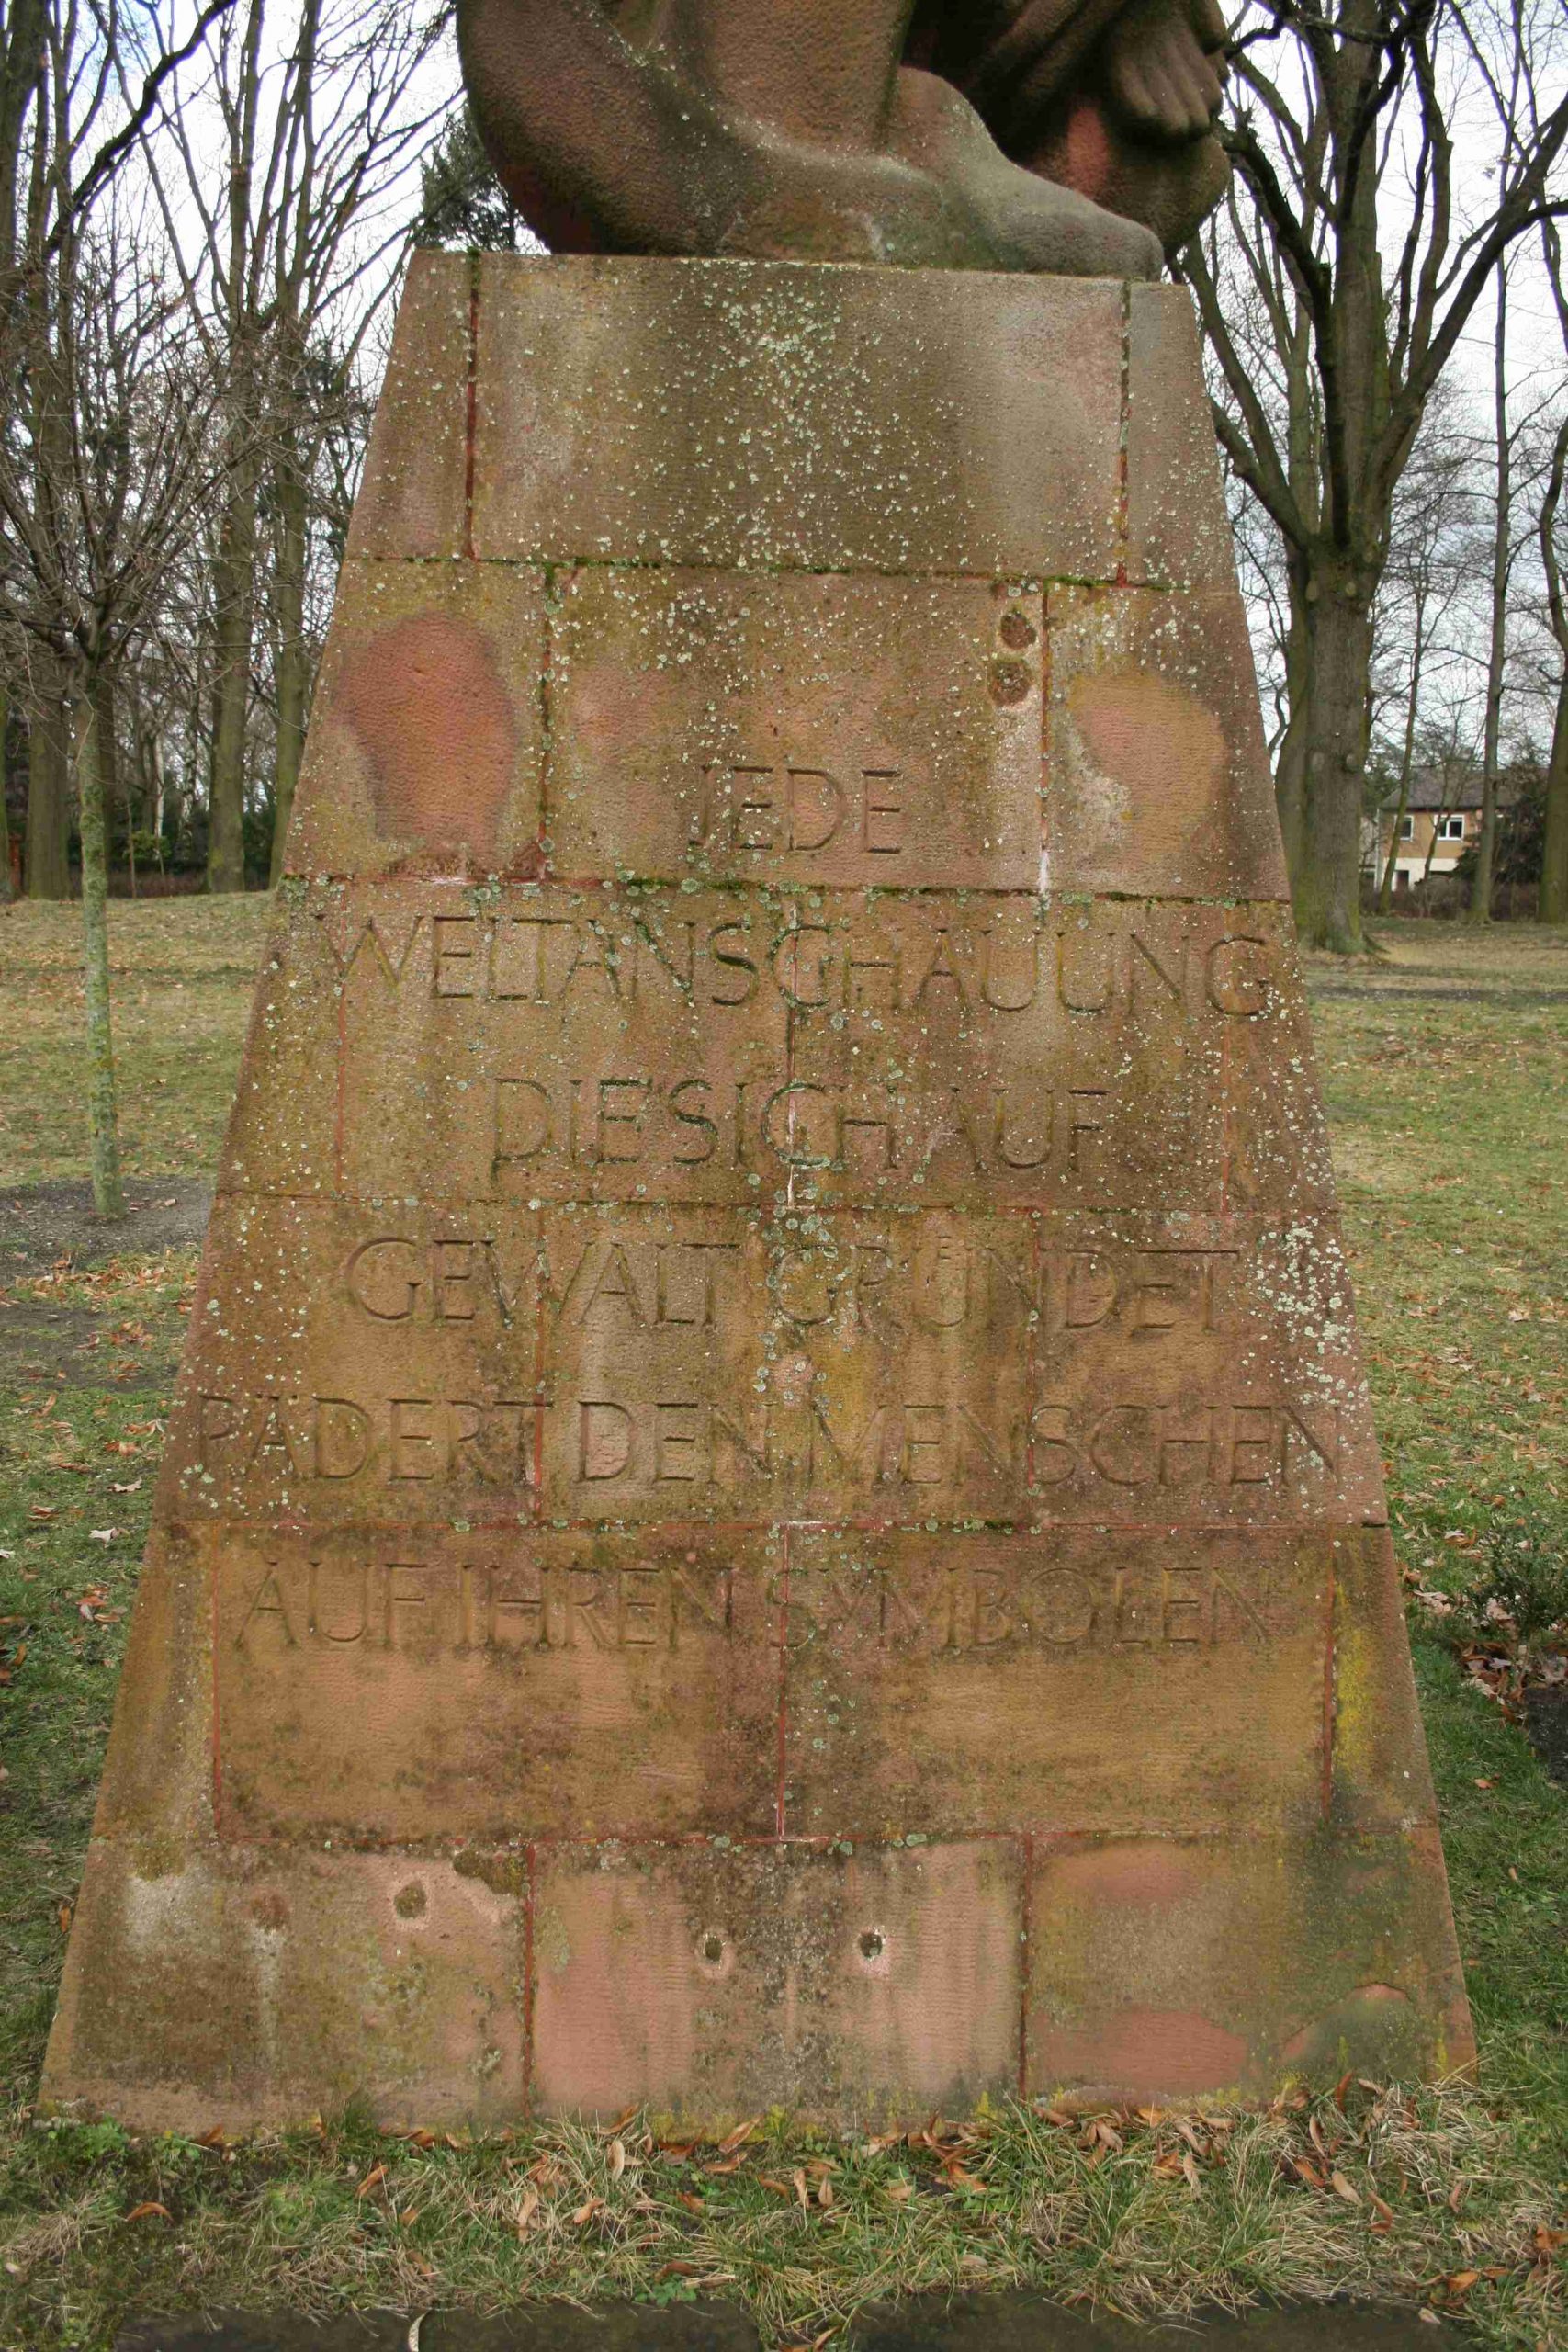 JEDE
WELTANSCHAUUNG
DIE SICH AUF
GEWALT GRÜNDET
RÄDERT DEN MENSCHEN
AUF IHREN SYMBOLEN